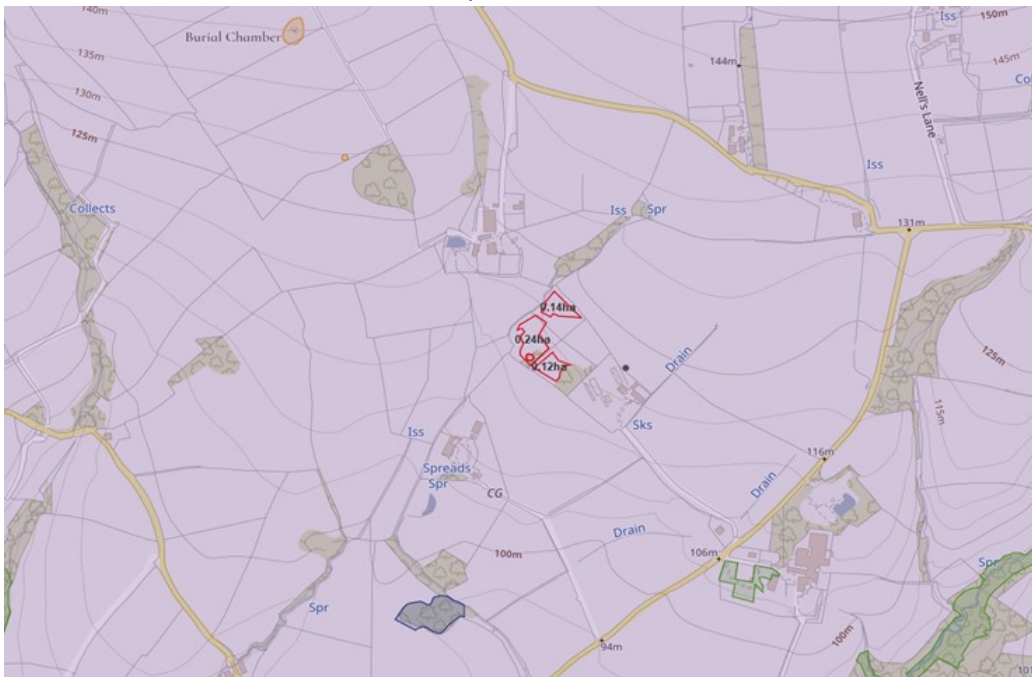 140m
Burial Chamber
135m
130m
125m
Iss
150m
145m
144m
Nell's Lane
Iss
Collects
Iss
Spr
131m
0.14ha
0.24ha
0.12ha
125m
Drain
115m
Iss
Sks
Spreads
Spr
CG
116m
Drain
Drain
100m
106m
Spr
Spr
94m
100m